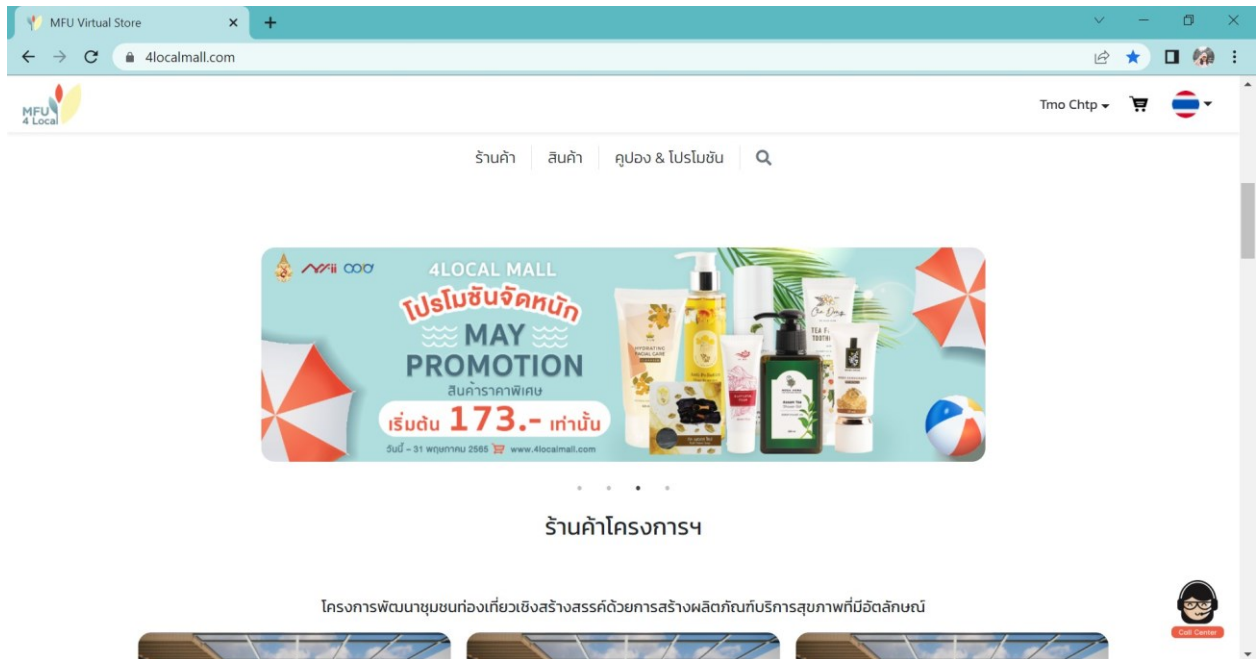 MFU Virtual Store
4localmall.com
MFU
4 Local
Tmo Chtp
ร้านค้า
สินค้า
คูปอง & โปรโมชัน
4LOCAL MALL
โปรโมชันจัดหนัก
MAY
PROMOTION
สินค้าราคาพิเศษ
เริ่มต้น 173.- เท่านั้น
วันนี้ - 31 พฤษภาคม 2565 www.4localmall.com
HYDRATING
FACIAL CARE
ร้านค้าโครงการฯ
โครงการพัฒนาชุมชนท่องเที่ยวเชิงสร้างสรรค์ด้วยการสร้างผลิตภัณฑ์บริการสุขภาพที่มีอัตลักษณ์
Call Center